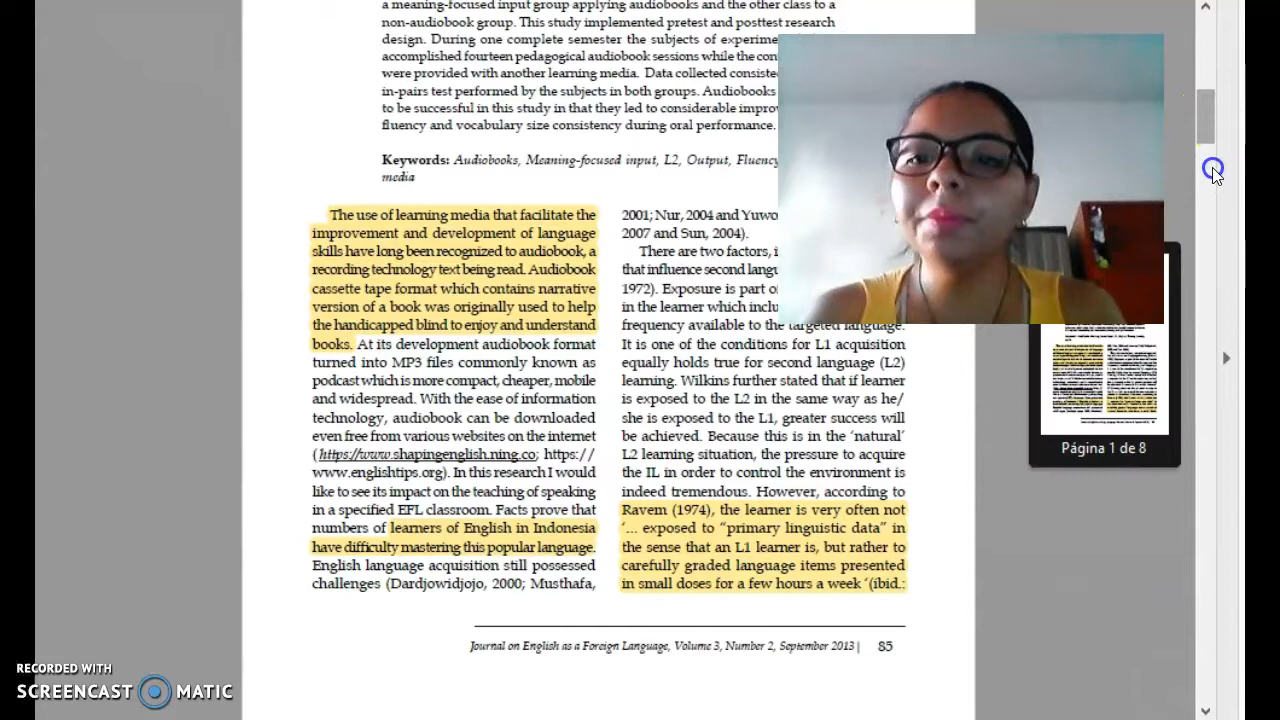 a meaning-focused input group applying audiobooks and the other class to a
non-audiobook group. This study implemented pretest and posttest research
design. During one complete semester the subjects of experime
accomplished fourteen pedagogical audiobook sessions while the con
were provided with another learning media. Data collected consiste
in-pairs test performed by the subjects in both groups. Audiobooks
to be successful in this study in that they led to considerable impro
fluency and vocabulary size consistency during oral performance.
Keywords: Audiobooks, Meaning-focused input, L2, Output, Fluency
media
The use of learning media that facilitate the
improvement and development of language
skills have long been recognized to audiobook, a
recording technology text being read. Audiobook
cassette tape format which contains narrative
version of a book was originally used to help
the handicapped blind to enjoy and understand
books. At its development audiobook format
turned into MP3 files commonly known as
podcast which is more compact, cheaper, mobile
and widespread. With the ease of information
technology, audiobook can be downloaded
even free from various websites on the internet
(https://www.shapingenglish.ning.co; https://
www.englishtips.org). In this research I would
like to see its impact on the teaching of speaking
in a specified EFL classroom. Facts prove that
numbers of learners of English in Indonesia
have difficulty mastering this popular language.
English language acquisition still possessed
challenges (Dardjowidjojo, 2000; Musthafa,
2001; Nur, 2004 and Yuwo
2007 and Sun, 2004).
There are two factors, i
that influence second langu
1972). Exposure is part of
in the learner which inclu
frequency available to the targeted language.
It is one of the conditions for L1 acquisition
equally holds true for second language (L2)
learning. Wilkins further stated that if learner
is exposed to the L2 in the same way as he/
she is exposed to the L1, greater success will
be achieved. Because this is in the 'natural'
L2 learning situation, the pressure to acquire
the IL in order to control the environment is
indeed tremendous. However, according to
Ravem (1974), the learner is very often not
'... exposed to "primary linguistic data" in
the sense that an L1 learner is, but rather to
carefully graded language items presented
in small doses for a few hours a week '(ibid.:
Journal on English as a Foreign Language, Volume 3, Number 2, September 2013| 85
Página 1 de 8
RECORDED WITH
SCREENCAST MATIC